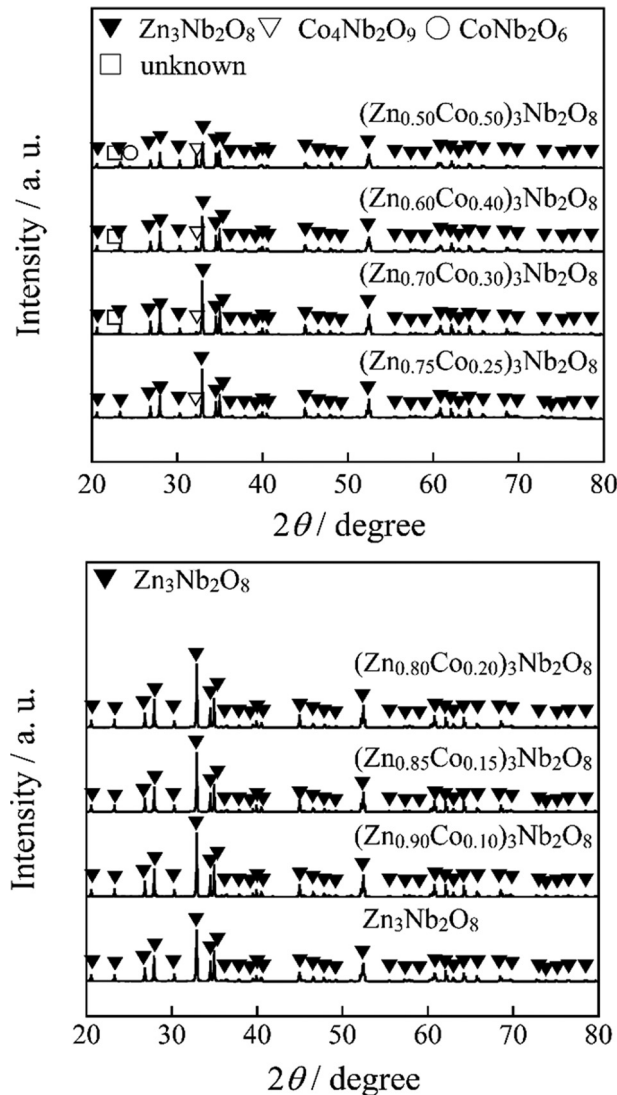 ▼ Zn₃Nb₂O₈ ▽ Co₄Nb₂O₉ ○ CoNb₂O₆
□ unknown
(Zn₀.₅₀Co₀.₅₀)₃Nb₂O₈
(Zn₀.₆₀Co₀.₄₀)₃Nb₂O₈
(Zn₀.₇₀Co₀.₃₀)₃Nb₂O₈
(Zn₀.₇₅Co₀.₂₅)₃Nb₂O₈
Intensity / a. u.
20 30 40 50 60 70 80
2θ / degree
▼ Zn₃Nb₂O₈
(Zn₀.₈₀Co₀.₂₀)₃Nb₂O₈
(Zn₀.₈₅Co₀.₁₅)₃Nb₂O₈
(Zn₀.₉₀Co₀.₁₀)₃Nb₂O₈
Zn₃Nb₂O₈
Intensity / a. u.
20 30 40 50 60 70 80
2θ / degree